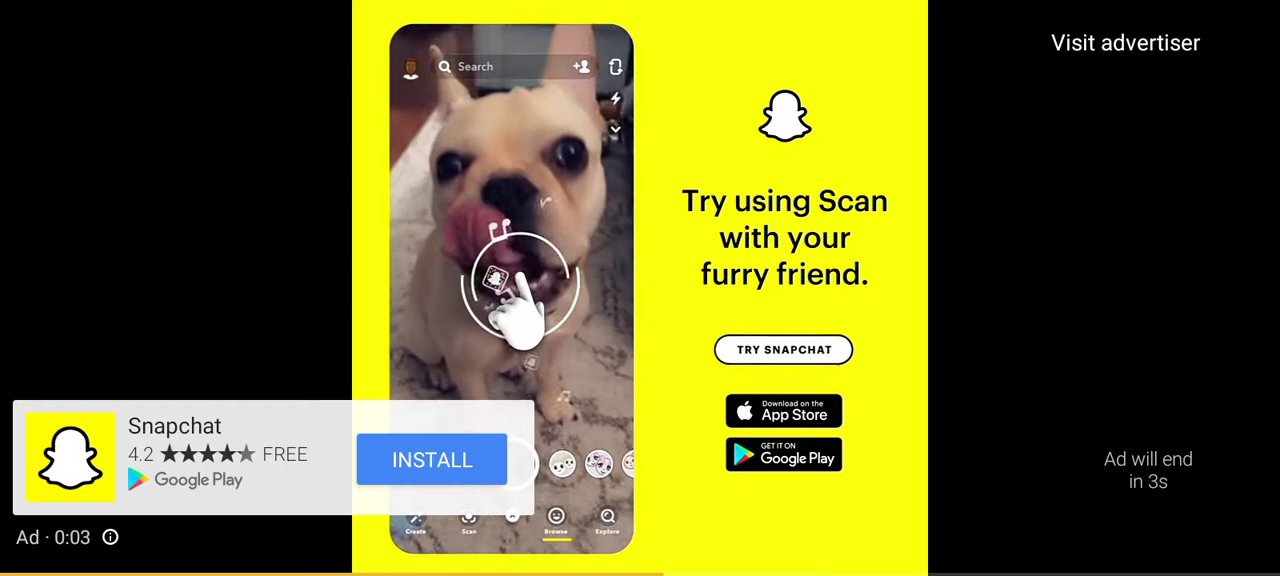 Visit advertiser
Search
Try using Scan
with your
furry friend.
TRY SNAPCHAT
Download on the
App Store
GET IT ON
Google Play
Snapchat
4.2 ★★★★★ FREE
Google Play
INSTALL
Create
Scan
Browse
Explore
Ad will end
in 3s
Ad · 0:03